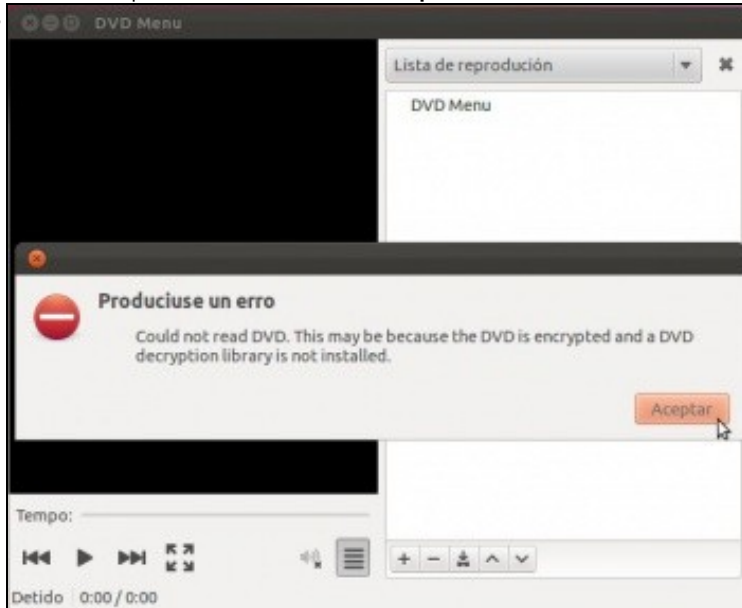 DVD Menu
Lista de reprodución
DVD Menu
Produciuse un erro
Could not read DVD. This may be because the DVD is encrypted and a DVD
decryption library is not installed.
Aceptar
Tempo:
Detido 0:00 / 0:00